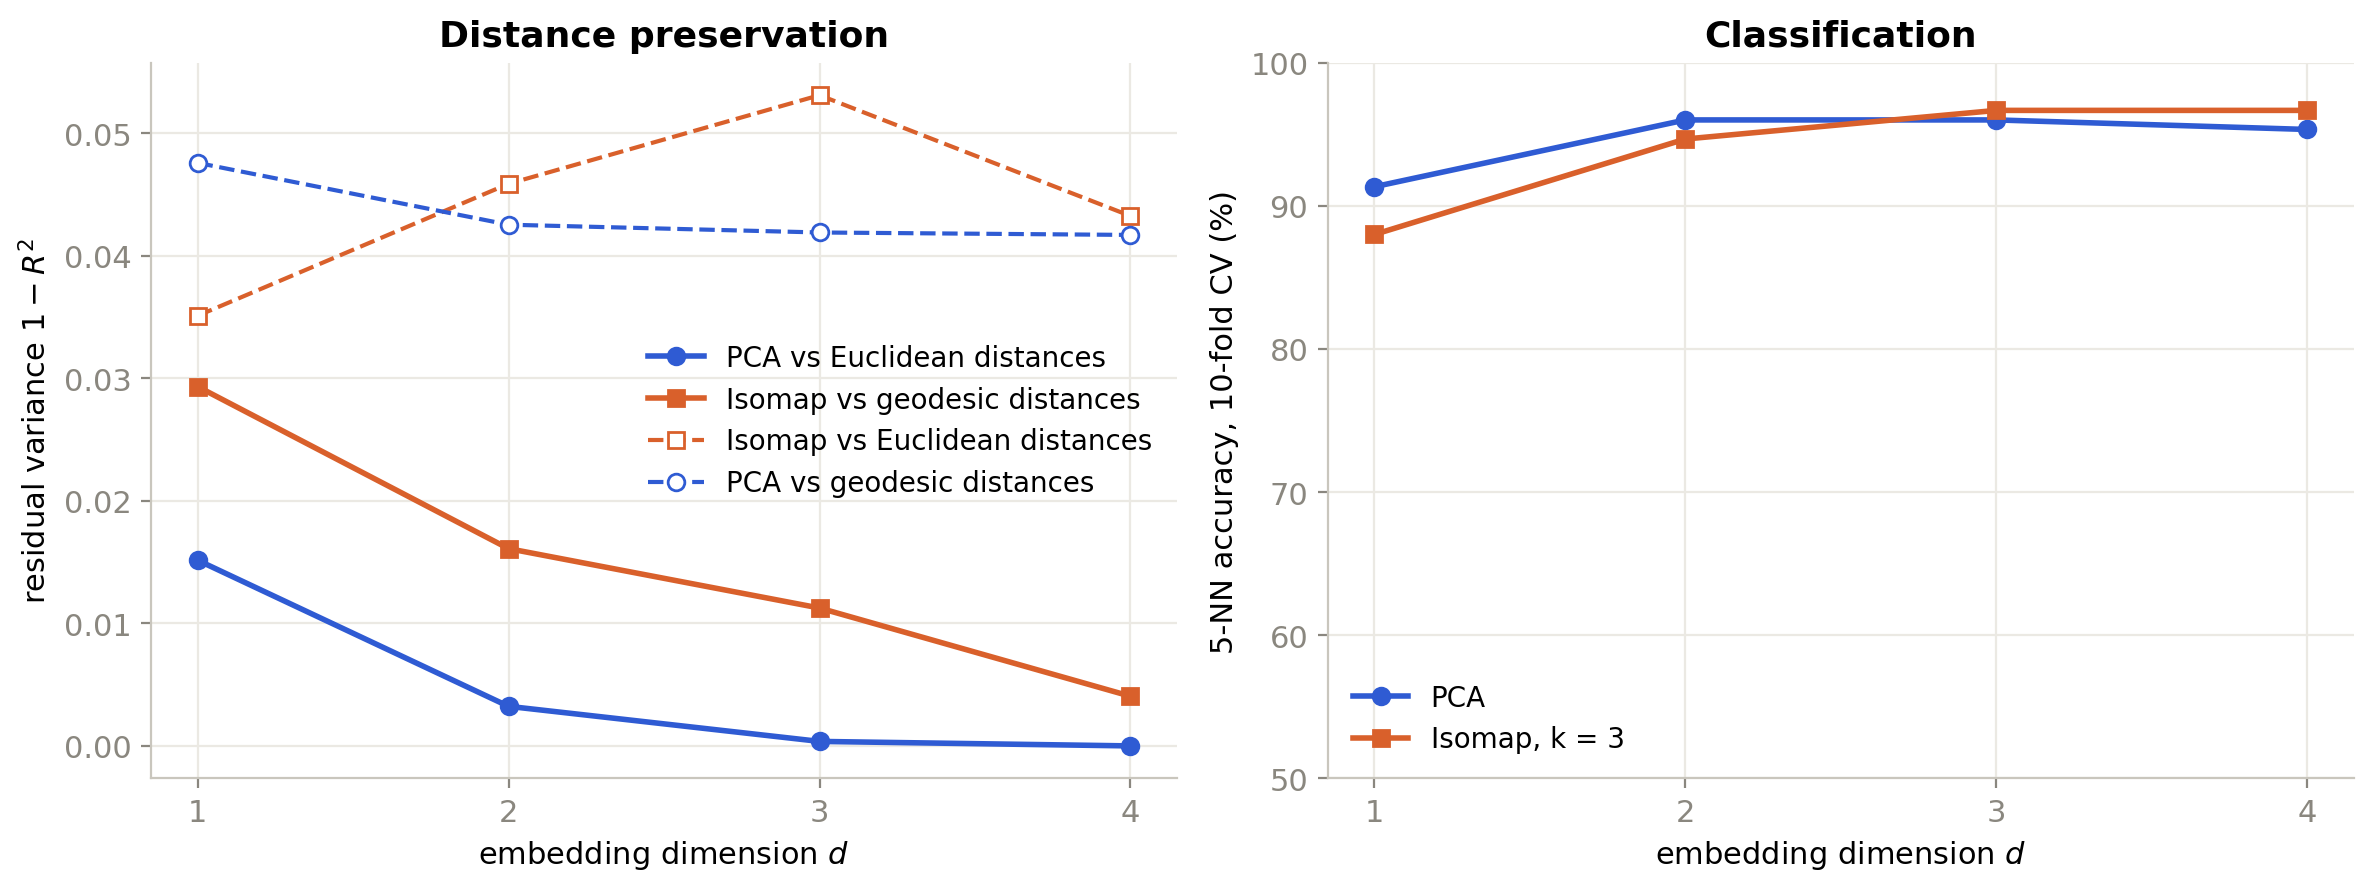 Distance preservation
residual variance 1 − R²
0.05
0.04
0.03
0.02
0.01
0.00
PCA vs Euclidean distances
Isomap vs geodesic distances
Isomap vs Euclidean distances
PCA vs geodesic distances
1 2 3 4
embedding dimension d
Classification
5-NN accuracy, 10-fold CV (%)
100
90
80
70
60
50
PCA
Isomap, k = 3
1 2 3 4
embedding dimension d